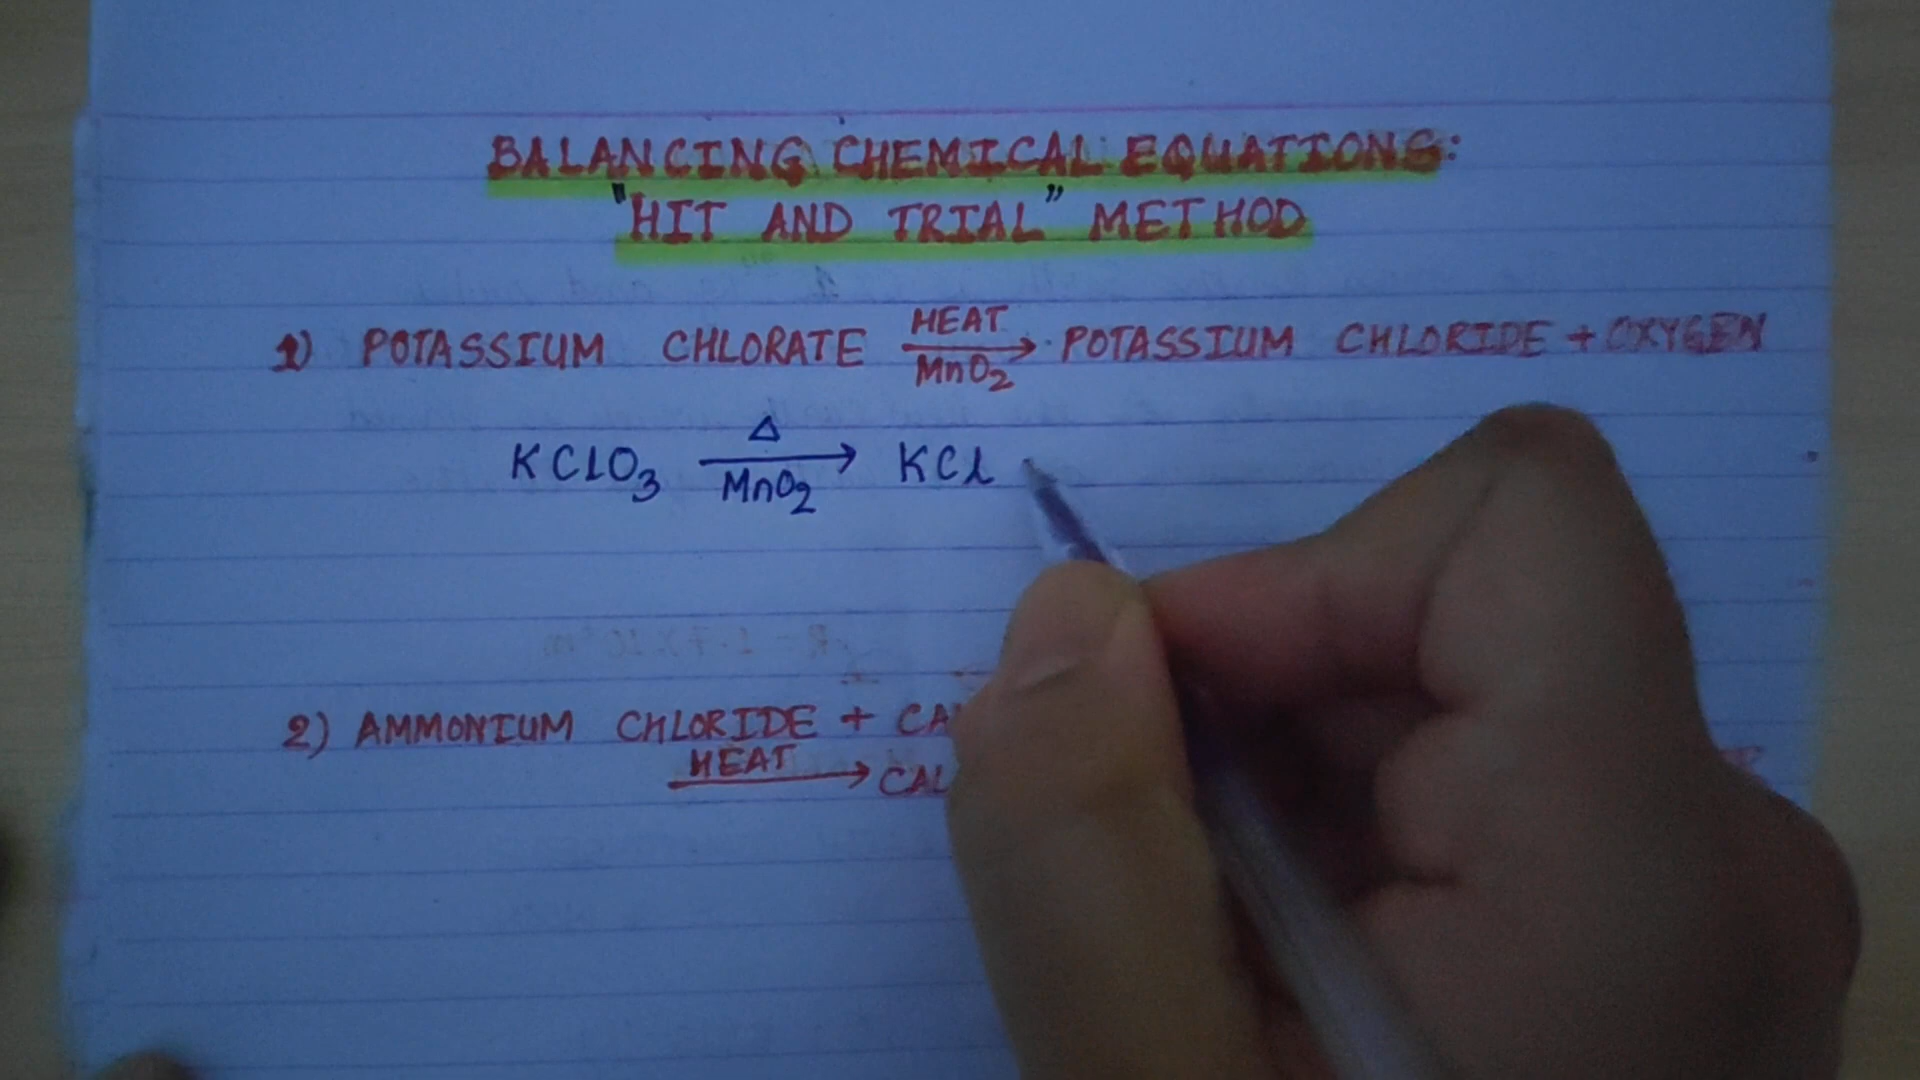 BALANCING CHEMICAL EQUATIONS:
"HIT AND TRIAL" METHOD
HEAT
1) POTASSIUM CHLORATE → POTASSIUM CHLORIDE + OXYGEN
MnO2
Δ
KClO3 → KCl
MnO2
2) AMMONIUM CHLORIDE + CA
HEAT
→ CAL